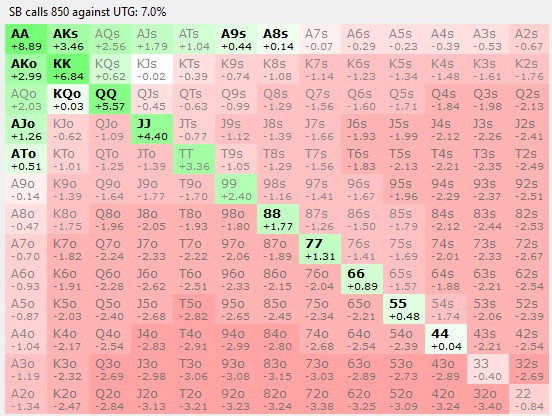 SB calls 850 against UTG: 7.0%
AA AKs AQs AJs ATs A9s A8s A7s A6s A5s A4s A3s A2s
+8.89 +3.46 +2.56 +1.79 +1.04 +0.44 +0.14 -0.07 -0.29 -0.23 -0.39 -0.53 -0.67
AKo KK KQs KJs KTs K9s K8s K7s K6s K5s K4s K3s K2s
+2.99 +6.84 +0.62 -0.02 -0.39 -0.74 -1.08 -1.14 -1.23 -1.34 -1.48 -1.61 -1.76
AQo KQo QQ QJs QTs Q9s Q8s Q7s Q6s Q5s Q4s Q3s Q2s
+2.03 +0.03 +5.57 -0.45 -0.63 -0.99 -1.29 -1.56 -1.60 -1.71 -1.84 -1.98 -2.13
AJo KJo QJo JJ JTs J9s J8s J7s J6s J5s J4s J3s J2s
+1.26 -0.62 -1.09 +4.40 -0.77 -1.12 -1.39 -1.66 -1.93 -1.99 -2.12 -2.26 -2.41
ATo KTo QTo JTo TT T9s T8s T7s T6s T5s T4s T3s T2s
+0.51 -1.01 -1.29 -1.39 +3.36 -1.29 -1.29 -1.56 -1.83 -2.13 -2.21 -2.35 -2.49
A9o K9o Q9o J9o T9o 99 98s 97s 96s 95s 94s 93s 92s
-0.14 -1.39 -1.64 -1.77 -1.70 +2.40 -1.16 -1.41 -1.67 -1.96 -2.29 -2.37 -2.51
A8o K8o Q8o J8o T8o 98o 88 87s 86s 85s 84s 83s 82s
-0.47 -1.75 -1.96 -2.05 -1.93 -1.80 +1.77 -1.26 -1.50 -1.79 -2.12 -2.44 -2.53
A7o K7o Q7o J7o T7o 97o 87o 77 76s 75s 74s 73s 72s
-0.70 -1.82 -2.24 -2.33 -2.22 -2.06 -1.89 +1.31 -1.41 -1.69 -2.01 -2.33 -2.67
A6o K6o Q6o J6o T6o 96o 86o 76o 66 65s 64s 63s 62s
-0.93 -1.91 -2.28 -2.62 -2.51 -2.33 -2.15 -2.04 +0.89 -1.57 -1.88 -2.21 -2.54
A5o K5o Q5o J5o T5o 95o 85o 75o 65o 55 54s 53s 52s
-0.87 -2.03 -2.40 -2.68 -2.82 -2.65 -2.45 -2.34 -2.21 +0.48 -1.74 -2.06 -2.39
A4o K4o Q4o J4o T4o 94o 84o 74o 64o 54o 44 43s 42s
-1.04 -2.17 -2.54 -2.83 -2.91 -2.99 -2.80 -2.68 -2.54 -2.39 +0.04 -2.21 -2.54
A3o K3o Q3o J3o T3o 93o 83o 73o 63o 53o 43o 33 32s
-1.19 -2.32 -2.69 -2.98 -3.06 -3.08 -3.15 -3.03 -2.89 -2.73 -2.89 -0.40 -2.69
A2o K2o Q2o J2o T2o 92o 82o 72o 62o 52o 42o 32o 22
-1.34 -2.47 -2.84 -3.13 -3.21 -3.23 -3.24 -3.38 -3.25 -3.09 -3.24 -3.40 -0.84